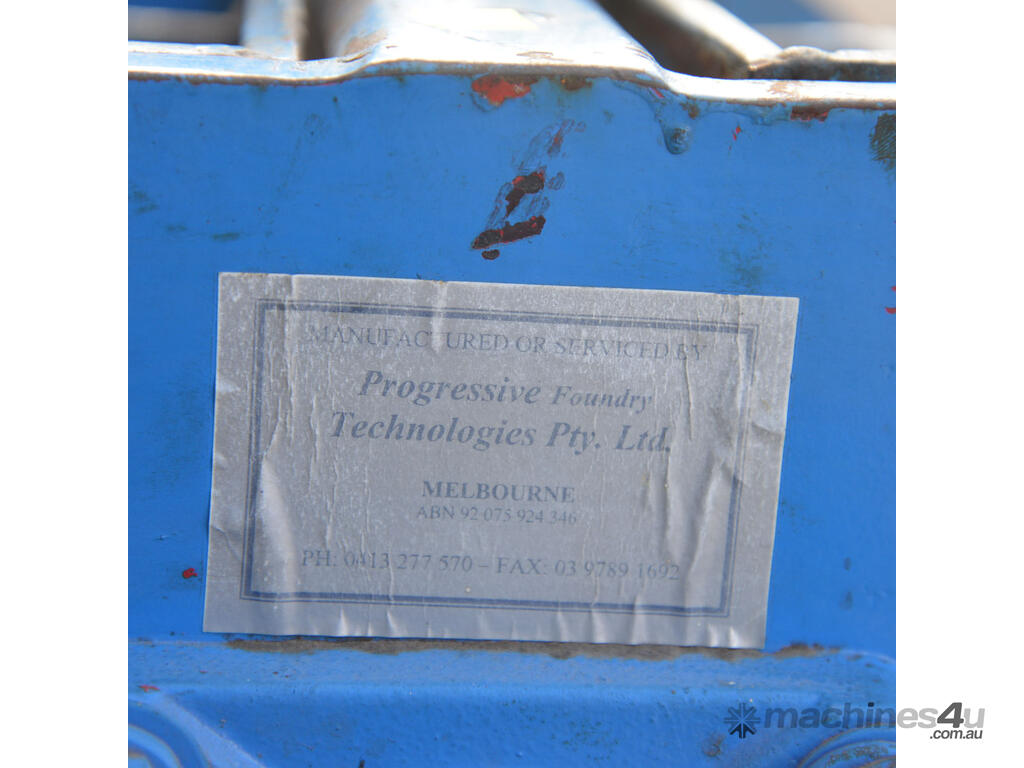 MANUFACTURED OR SERVICED BY
Progressive Foundry
Technologies Pty. Ltd.
MELBOURNE
ABN 92 075 924 346
PH: 0413 277 570 – FAX: 03 9789 1692
machines4u
.com.au